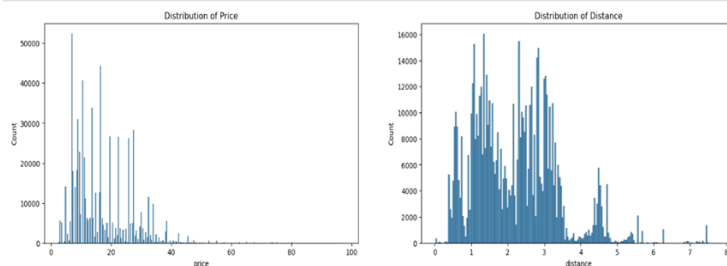 Distribution of Price
Count
50000
40000
30000
20000
10000
0
0 20 40 60 80 100
price
Distribution of Distance
Count
16000
14000
12000
10000
8000
6000
4000
2000
0
0 1 2 3 4 5 6 7 8
distance